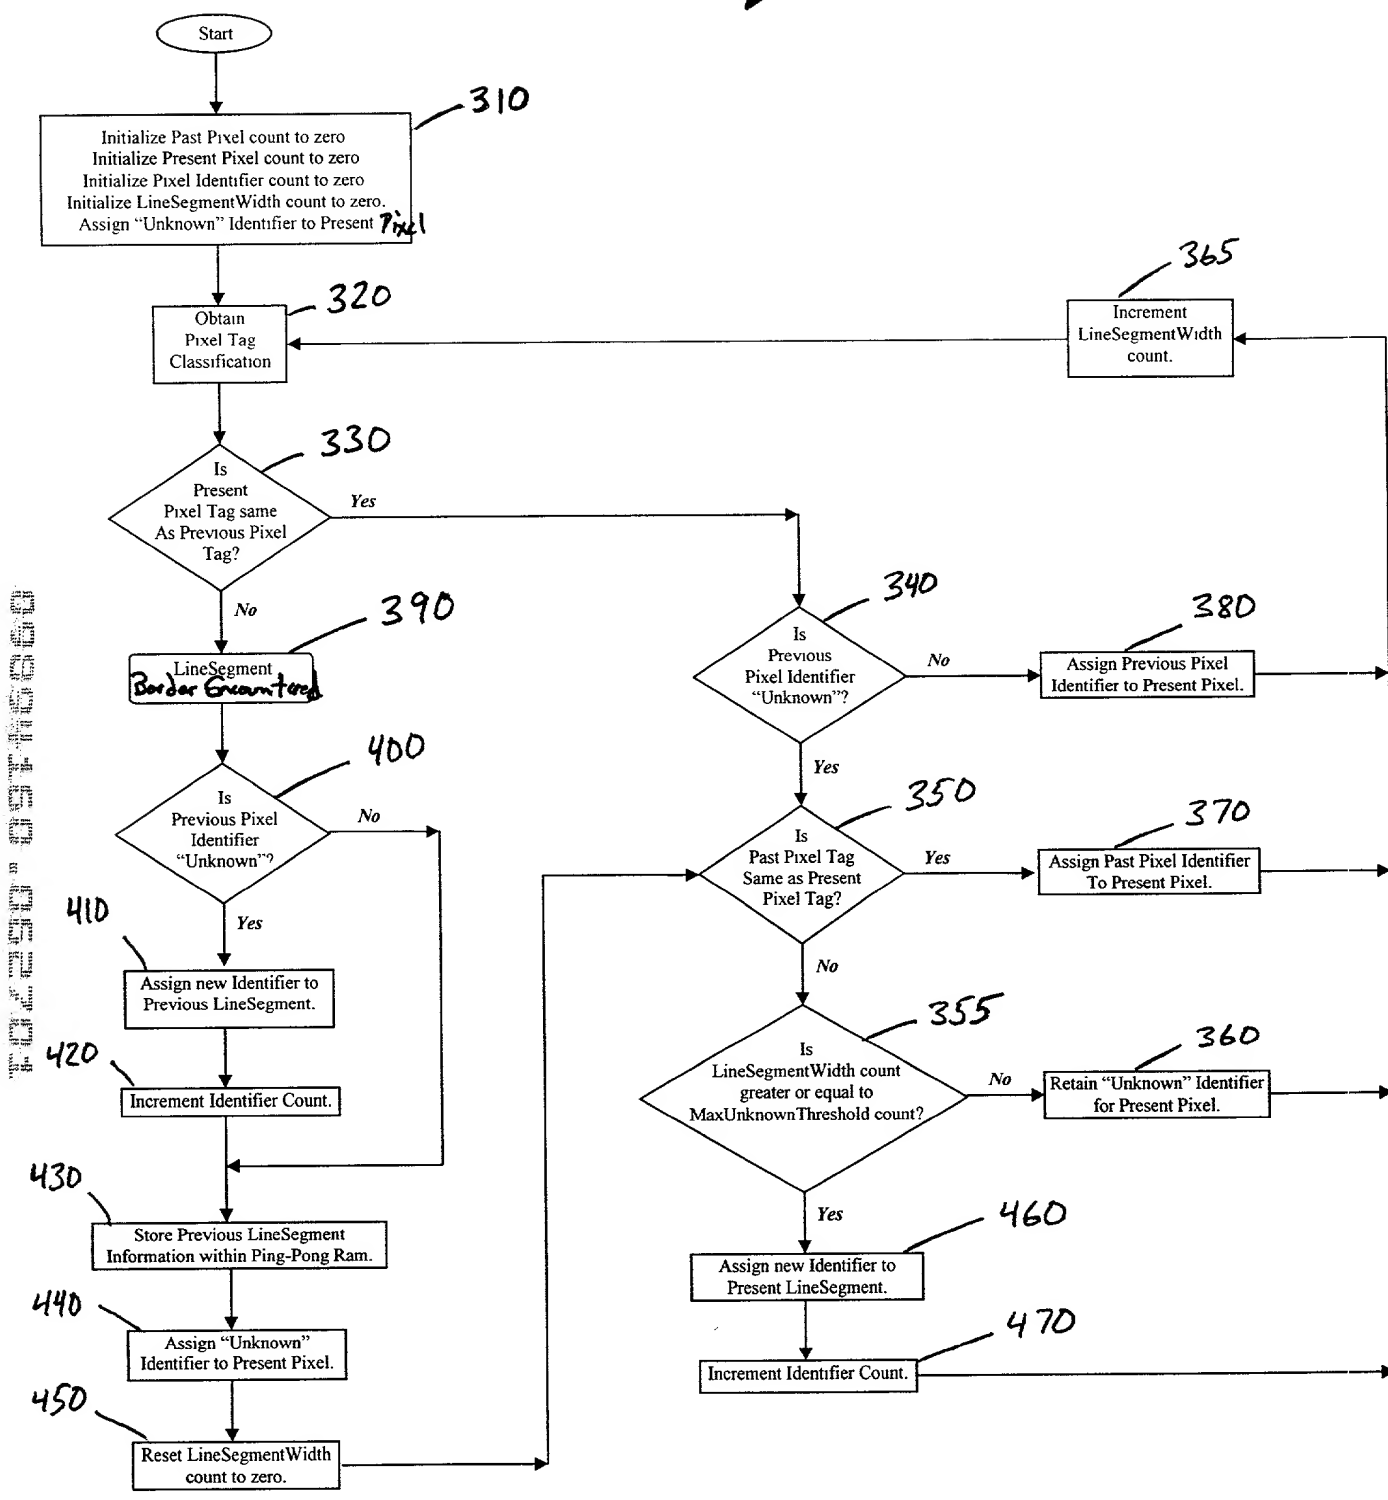 Start
310
Initialize Past Pixel count to zero
Initialize Present Pixel count to zero
Initialize Pixel Identifier count to zero
Initialize LineSegmentWidth count to zero.
Assign “Unknown” Identifier to Present Pixel
365
320
Obtain
Pixel Tag
Classification
Increment
LineSegmentWidth
count.
330
Is
Present
Pixel Tag same
As Previous Pixel
Tag?
Yes
No
390
LineSegment
Border Encountered
340
Is
Previous
Pixel Identifier
“Unknown”?
No
380
Assign Previous Pixel
Identifier to Present Pixel.
Yes
400
Is
Previous Pixel
Identifier
“Unknown”?
No
Yes
350
Is
Past Pixel Tag
Same as Present
Pixel Tag?
Yes
370
Assign Past Pixel Identifier
To Present Pixel.
No
410
Assign new Identifier to
Previous LineSegment.
420
Increment Identifier Count.
355
Is
LineSegmentWidth count
greater or equal to
MaxUnknownThreshold count?
No
360
Retain “Unknown” Identifier
for Present Pixel.
Yes
430
Store Previous LineSegment
Information within Ping-Pong Ram.
460
Assign new Identifier to
Present LineSegment.
440
Assign “Unknown”
Identifier to Present Pixel.
470
Increment Identifier Count.
450
Reset LineSegmentWidth
count to zero.